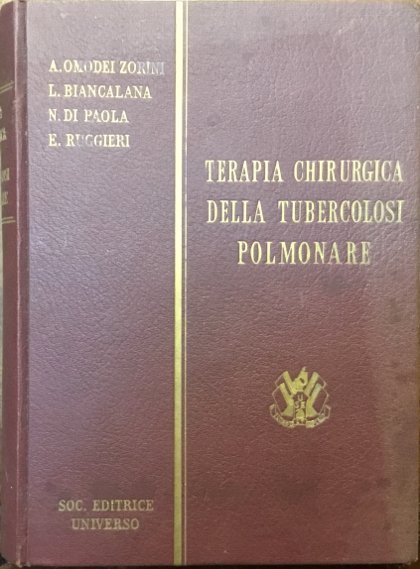 A. OMODEI ZORINI
L. BIANCALANA
N. DI PAOLA
E. RUGGIERI
TERAPIA CHIRURGICA
DELLA TUBERCOLOSI
POLMONARE
SOC. EDITRICE
UNIVERSO